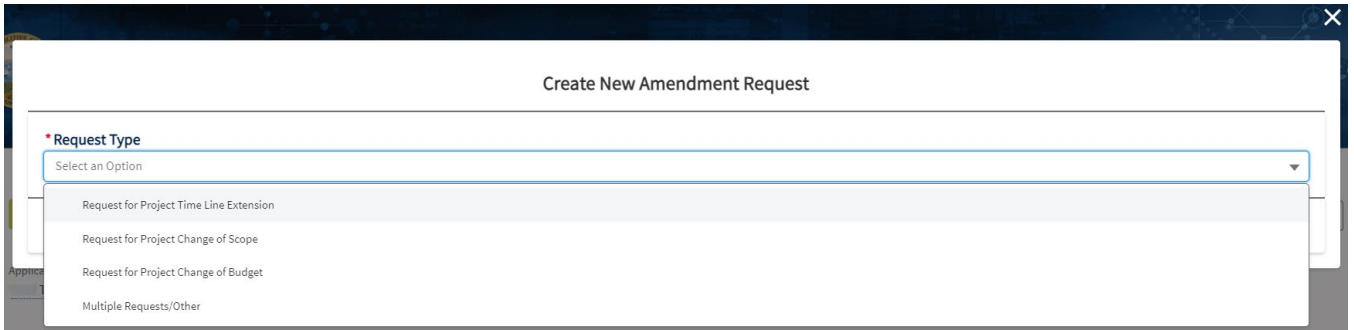 Create New Amendment Request
* Request Type
Select an Option
Request for Project Time Line Extension
Request for Project Change of Scope
Request for Project Change of Budget
Applica
Multiple Requests/Other